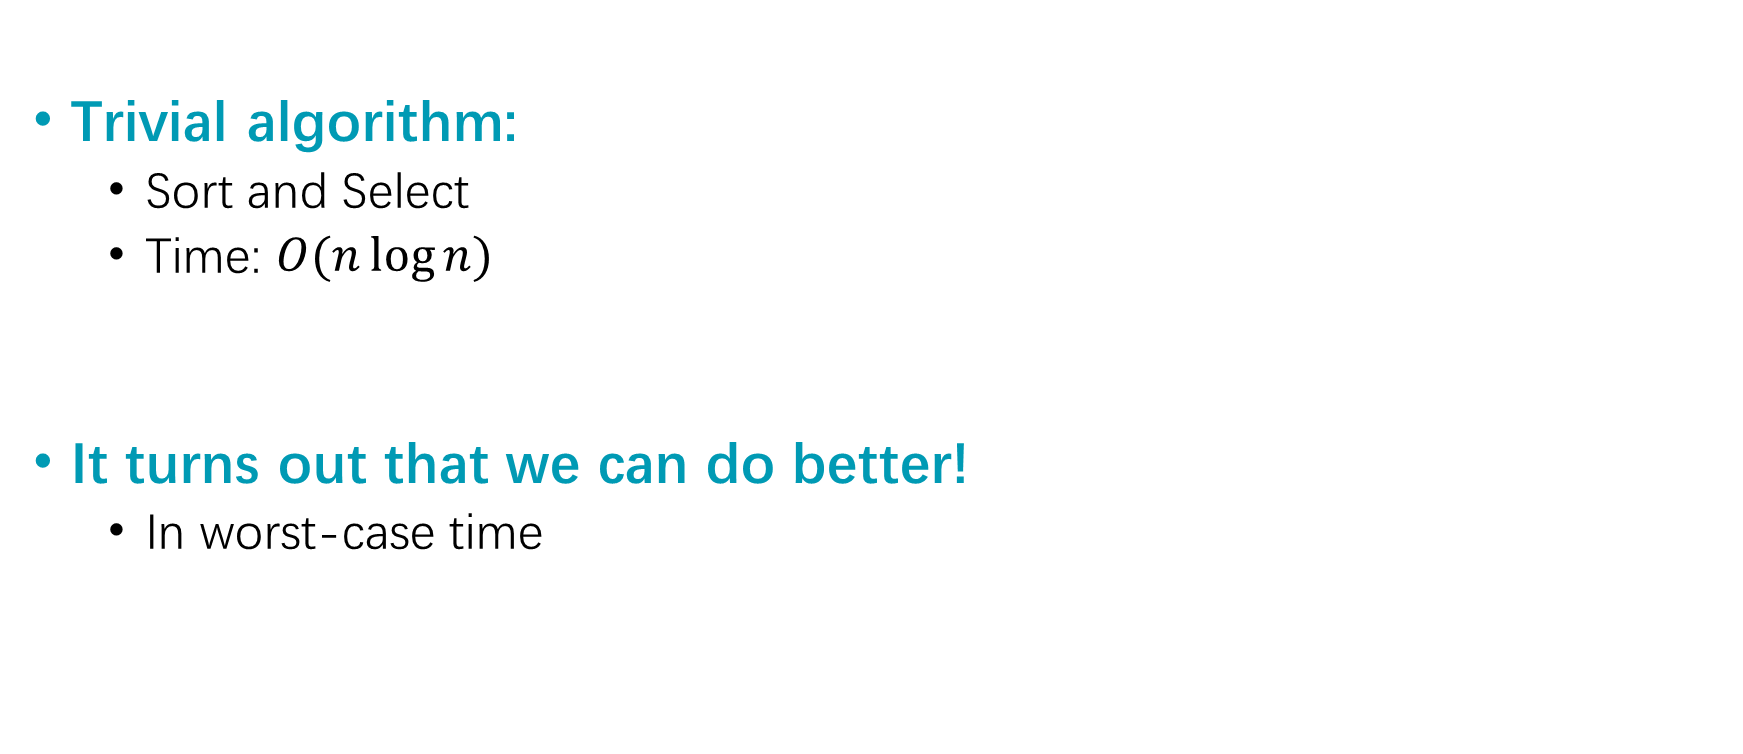 • Trivial algorithm:
• Sort and Select
• Time: O(n log n)
• It turns out that we can do better!
• In worst-case time